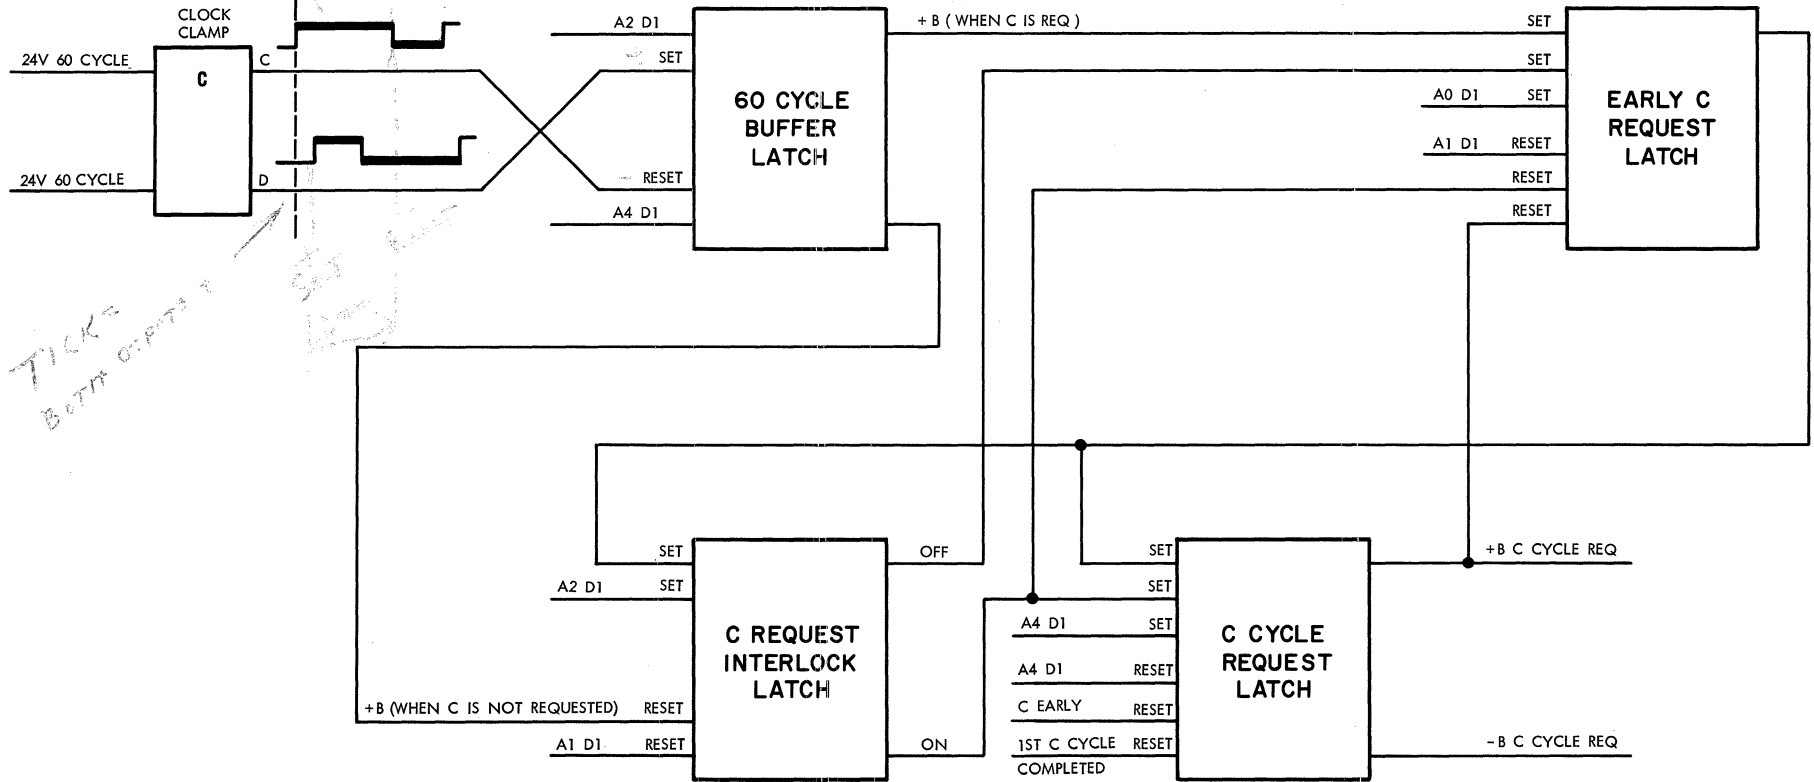 CLOCK
CLAMP
24V 60 CYCLE
C
C
24V 60 CYCLE
D
A2 D1
SET
60 CYCLE
BUFFER
LATCH
RESET
A4 D1
+ B ( WHEN C IS REQ )
SET
SET
A0 D1 SET
A1 D1 RESET
RESET
RESET
EARLY C
REQUEST
LATCH
TICK =
BOTH
SET
SET
A2 D1 SET
C REQUEST
INTERLOCK
LATCH
+B (WHEN C IS NOT REQUESTED) RESET
A1 D1 RESET
OFF
ON
SET
SET
A4 D1 SET
A4 D1 RESET
C EARLY RESET
1ST C CYCLE RESET
COMPLETED
C CYCLE
REQUEST
LATCH
+B C CYCLE REQ
-B C CYCLE REQ